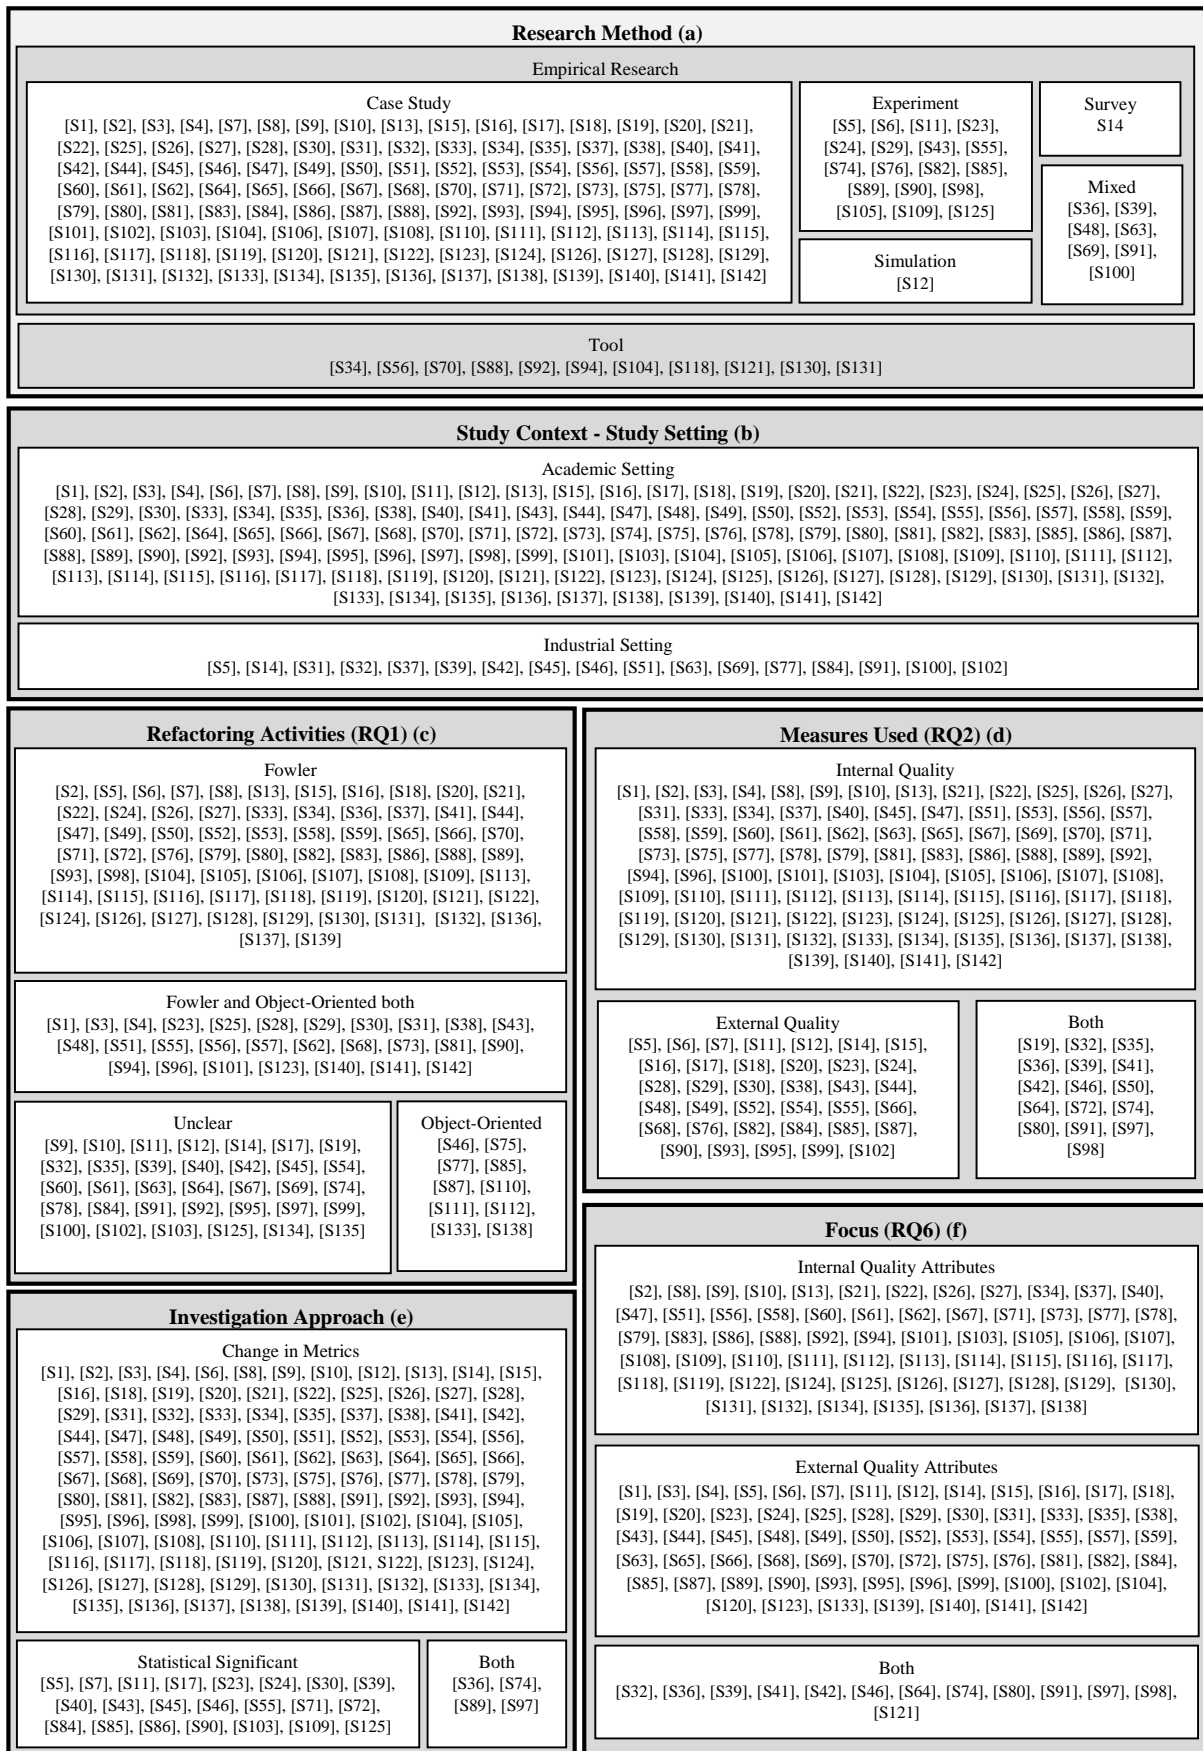 Research Method (a)
Empirical Research
Case Study
[S1], [S2], [S3], [S4], [S7], [S8], [S9], [S10], [S13], [S15], [S16], [S17], [S18], [S19], [S20], [S21],
[S22], [S25], [S26], [S27], [S28], [S30], [S31], [S32], [S33], [S34], [S35], [S37], [S38], [S40], [S41],
[S42], [S44], [S45], [S46], [S47], [S49], [S50], [S51], [S52], [S53], [S54], [S56], [S57], [S58], [S59],
[S60], [S61], [S62], [S64], [S65], [S66], [S67], [S68], [S70], [S71], [S72], [S73], [S75], [S77], [S78],
[S79], [S80], [S81], [S83], [S84], [S86], [S87], [S88], [S92], [S93], [S94], [S95], [S96], [S97], [S99],
[S101], [S102], [S103], [S104], [S106], [S107], [S108], [S110], [S111], [S112], [S113], [S114], [S115],
[S116], [S117], [S118], [S119], [S120], [S121], [S122], [S123], [S124], [S126], [S127], [S128], [S129],
[S130], [S131], [S132], [S133], [S134], [S135], [S136], [S137], [S138], [S139], [S140], [S141], [S142]
Experiment
[S5], [S6], [S11], [S23],
[S24], [S29], [S43], [S55],
[S74], [S76], [S82], [S85],
[S89], [S90], [S98],
[S105], [S109], [S125]
Survey
S14
Mixed
[S36], [S39],
[S48], [S63],
[S69], [S91],
[S100]
Simulation
[S12]
Tool
[S34], [S56], [S70], [S88], [S92], [S94], [S104], [S118], [S121], [S130], [S131]
Study Context - Study Setting (b)
Academic Setting
[S1], [S2], [S3], [S4], [S6], [S7], [S8], [S9], [S10], [S11], [S12], [S13], [S15], [S16], [S17], [S18], [S19], [S20], [S21], [S22], [S23], [S24], [S25], [S26], [S27],
[S28], [S29], [S30], [S33], [S34], [S35], [S36], [S38], [S40], [S41], [S43], [S44], [S47], [S48], [S49], [S50], [S52], [S53], [S54], [S55], [S56], [S57], [S58], [S59],
[S60], [S61], [S62], [S64], [S65], [S66], [S67], [S68], [S70], [S71], [S72], [S73], [S74], [S75], [S76], [S78], [S79], [S80], [S81], [S82], [S83], [S85], [S86], [S87],
[S88], [S89], [S90], [S92], [S93], [S94], [S95], [S96], [S97], [S98], [S99], [S101], [S103], [S104], [S105], [S106], [S107], [S108], [S109], [S110], [S111], [S112],
[S113], [S114], [S115], [S116], [S117], [S118], [S119], [S120], [S121], [S122], [S123], [S124], [S125], [S126], [S127], [S128], [S129], [S130], [S131], [S132],
[S133], [S134], [S135], [S136], [S137], [S138], [S139], [S140], [S141], [S142]
Industrial Setting
[S5], [S14], [S31], [S32], [S37], [S39], [S42], [S45], [S46], [S51], [S63], [S69], [S77], [S84], [S91], [S100], [S102]
Refactoring Activities (RQ1) (c)
Fowler
[S2], [S5], [S6], [S7], [S8], [S13], [S15], [S16], [S18], [S20], [S21],
[S22], [S24], [S26], [S27], [S33], [S34], [S36], [S37], [S41], [S44],
[S47], [S49], [S50], [S52], [S53], [S58], [S59], [S65], [S66], [S70],
[S71], [S72], [S76], [S79], [S80], [S82], [S83], [S86], [S88], [S89],
[S93], [S98], [S104], [S105], [S106], [S107], [S108], [S109], [S113],
[S114], [S115], [S116], [S117], [S118], [S119], [S120], [S121], [S122],
[S124], [S126], [S127], [S128], [S129], [S130], [S131], [S132], [S136],
[S137], [S139]
Fowler and Object-Oriented both
[S1], [S3], [S4], [S23], [S25], [S28], [S29], [S30], [S31], [S38], [S43],
[S48], [S51], [S55], [S56], [S57], [S62], [S68], [S73], [S81], [S90],
[S94], [S96], [S101], [S123], [S140], [S141], [S142]
Unclear
[S9], [S10], [S11], [S12], [S14], [S17], [S19],
[S32], [S35], [S39], [S40], [S42], [S45], [S54],
[S60], [S61], [S63], [S64], [S67], [S69], [S74],
[S78], [S84], [S91], [S92], [S95], [S97], [S99],
[S100], [S102], [S103], [S125], [S134], [S135]
Object-Oriented
[S46], [S75],
[S77], [S85],
[S87], [S110],
[S111], [S112],
[S133], [S138]
Measures Used (RQ2) (d)
Internal Quality
[S1], [S2], [S3], [S4], [S8], [S9], [S10], [S13], [S21], [S22], [S25], [S26], [S27],
[S31], [S33], [S34], [S37], [S40], [S45], [S47], [S51], [S53], [S56], [S57],
[S58], [S59], [S60], [S61], [S62], [S63], [S65], [S67], [S69], [S70], [S71],
[S73], [S75], [S77], [S78], [S79], [S81], [S83], [S86], [S88], [S89], [S92],
[S94], [S96], [S100], [S101], [S103], [S104], [S105], [S106], [S107], [S108],
[S109], [S110], [S111], [S112], [S113], [S114], [S115], [S116], [S117], [S118],
[S119], [S120], [S121], [S122], [S123], [S124], [S125], [S126], [S127], [S128],
[S129], [S130], [S131], [S132], [S133], [S134], [S135], [S136], [S137], [S138],
[S139], [S140], [S141], [S142]
External Quality
[S5], [S6], [S7], [S11], [S12], [S14], [S15],
[S16], [S17], [S18], [S20], [S23], [S24],
[S28], [S29], [S30], [S38], [S43], [S44],
[S48], [S49], [S52], [S54], [S55], [S66],
[S68], [S76], [S82], [S84], [S85], [S87],
[S90], [S93], [S95], [S99], [S102]
Both
[S19], [S32], [S35],
[S36], [S39], [S41],
[S42], [S46], [S50],
[S64], [S72], [S74],
[S80], [S91], [S97],
[S98]
Investigation Approach (e)
Change in Metrics
[S1], [S2], [S3], [S4], [S6], [S8], [S9], [S10], [S12], [S13], [S14], [S15],
[S16], [S18], [S19], [S20], [S21], [S22], [S25], [S26], [S27], [S28],
[S29], [S31], [S32], [S33], [S34], [S35], [S37], [S38], [S41], [S42],
[S44], [S47], [S48], [S49], [S50], [S51], [S52], [S53], [S54], [S56],
[S57], [S58], [S59], [S60], [S61], [S62], [S63], [S64], [S65], [S66],
[S67], [S68], [S69], [S70], [S73], [S75], [S76], [S77], [S78], [S79],
[S80], [S81], [S82], [S83], [S87], [S88], [S91], [S92], [S93], [S94],
[S95], [S96], [S98], [S99], [S100], [S101], [S102], [S104], [S105],
[S106], [S107], [S108], [S110], [S111], [S112], [S113], [S114], [S115],
[S116], [S117], [S118], [S119], [S120], [S121, S122], [S123], [S124],
[S126], [S127], [S128], [S129], [S130], [S131], [S132], [S133], [S134],
[S135], [S136], [S137], [S138], [S139], [S140], [S141], [S142]
Statistical Significant
[S5], [S7], [S11], [S17], [S23], [S24], [S30], [S39],
[S40], [S43], [S45], [S46], [S55], [S71], [S72],
[S84], [S85], [S86], [S90], [S103], [S109], [S125]
Both
[S36], [S74],
[S89], [S97]
Focus (RQ6) (f)
Internal Quality Attributes
[S2], [S8], [S9], [S10], [S13], [S21], [S22], [S26], [S27], [S34], [S37], [S40],
[S47], [S51], [S56], [S58], [S60], [S61], [S62], [S67], [S71], [S73], [S77], [S78],
[S79], [S83], [S86], [S88], [S92], [S94], [S101], [S103], [S105], [S106], [S107],
[S108], [S109], [S110], [S111], [S112], [S113], [S114], [S115], [S116], [S117],
[S118], [S119], [S122], [S124], [S125], [S126], [S127], [S128], [S129], [S130],
[S131], [S132], [S134], [S135], [S136], [S137], [S138]
External Quality Attributes
[S1], [S3], [S4], [S5], [S6], [S7], [S11], [S12], [S14], [S15], [S16], [S17], [S18],
[S19], [S20], [S23], [S24], [S25], [S28], [S29], [S30], [S31], [S33], [S35], [S38],
[S43], [S44], [S45], [S48], [S49], [S50], [S52], [S53], [S54], [S55], [S57], [S59],
[S63], [S65], [S66], [S68], [S69], [S70], [S72], [S75], [S76], [S81], [S82], [S84],
[S85], [S87], [S89], [S90], [S93], [S95], [S96], [S99], [S100], [S102], [S104],
[S120], [S123], [S133], [S139], [S140], [S141], [S142]
Both
[S32], [S36], [S39], [S41], [S42], [S46], [S64], [S74], [S80], [S91], [S97], [S98],
[S121]